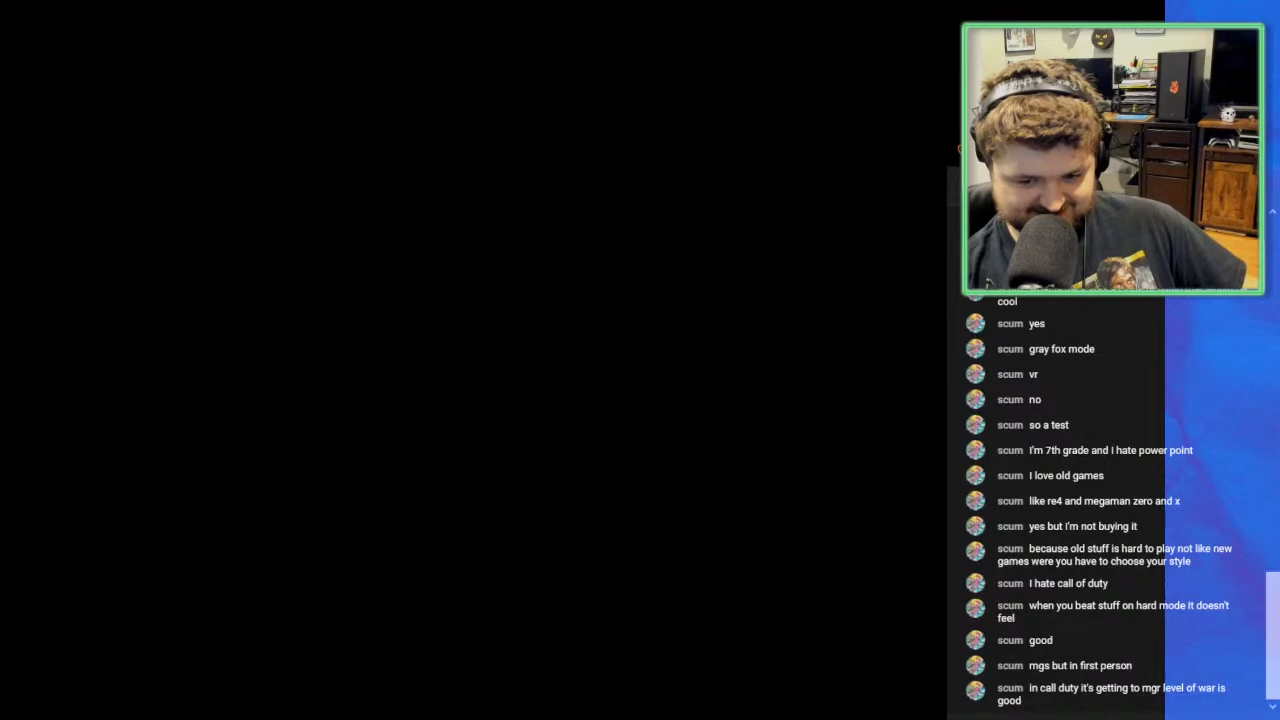 cool
scum yes
scum gray fox mode
scum vr
scum no
scum so a test
scum I'm 7th grade and I hate power point
scum I love old games
scum like re4 and megaman zero and x
scum yes but I'm not buying it
scum because old stuff is hard to play not like new
games were you have to choose your style
scum I hate call of duty
scum when you beat stuff on hard mode it doesn't
feel
scum good
scum mgs but in first person
scum in call duty it's getting to mgr level of war is
good